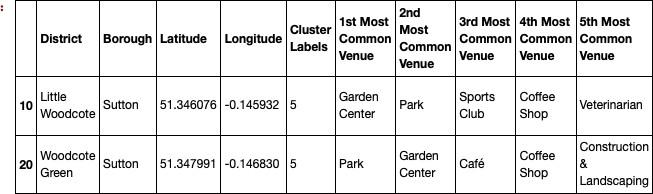 District Borough Latitude Longitude Cluster Labels 1st Most Common Venue 2nd Most Common Venue 3rd Most Common Venue 4th Most Common Venue 5th Most Common Venue
10 Little Woodcote Sutton 51.346076 -0.145932 5 Garden Center Park Sports Club Coffee Shop Veterinarian
20 Woodcote Green Sutton 51.347991 -0.146830 5 Park Garden Center Café Coffee Shop Construction & Landscaping